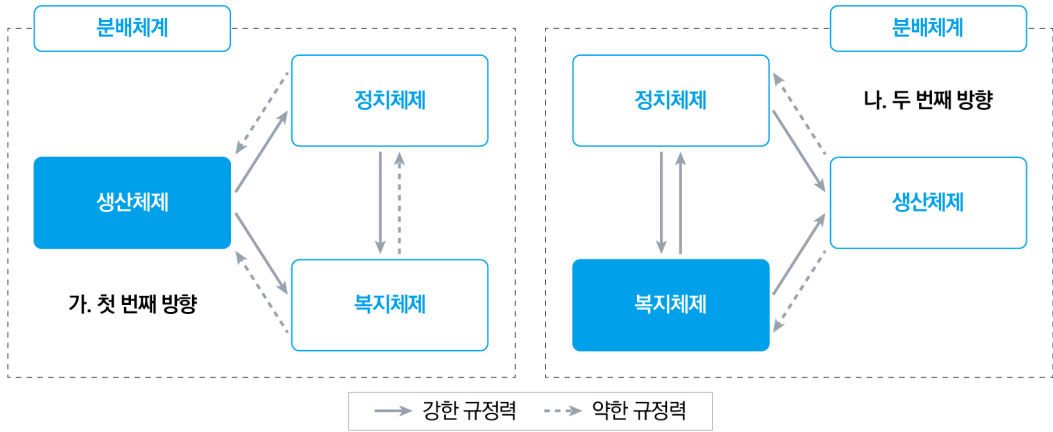 분배체계
정치체제
생산체제
복지체제
가. 첫 번째 방향
분배체계
정치체제
나. 두 번째 방향
생산체제
복지체제
강한 규정력
약한 규정력